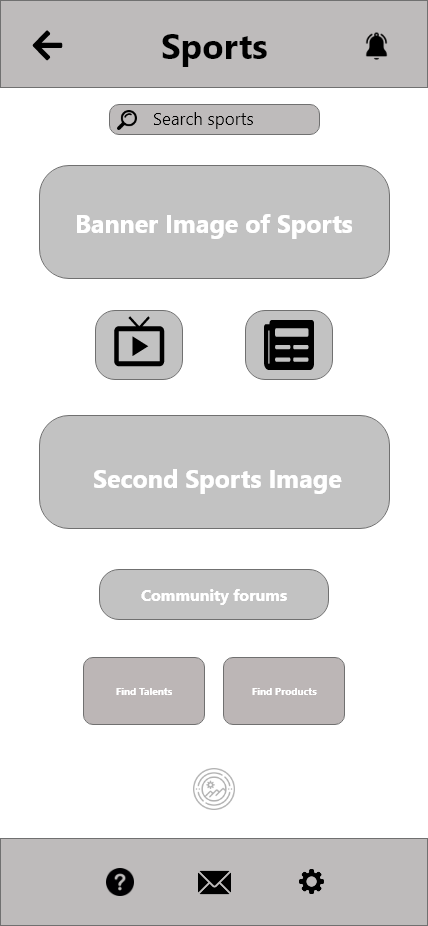 Sports
Search sports
Banner Image of Sports
Second Sports Image
Community forums
Find Talents
Find Products
?